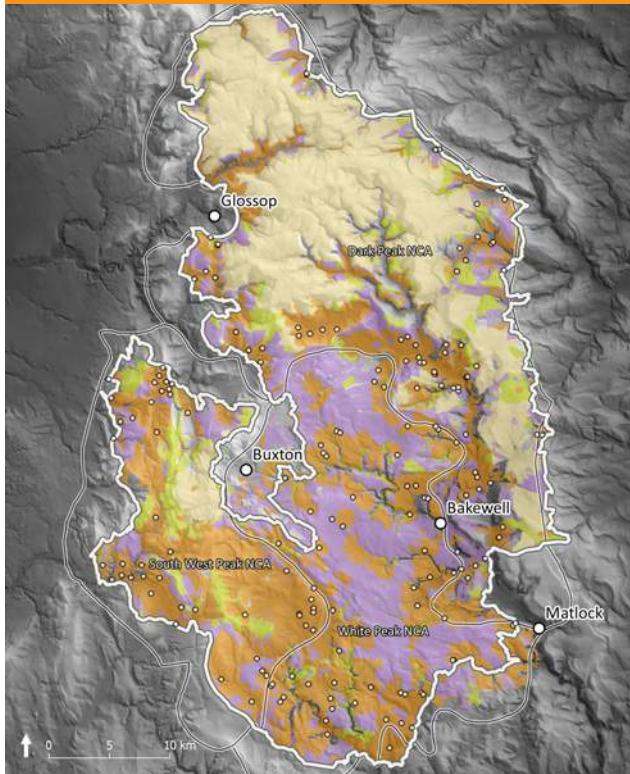 Glossop
Dark Peak NCA
Buxton
Bakewell
South West Peak NCA
Matlock
White Peak NCA
0 5 10 km